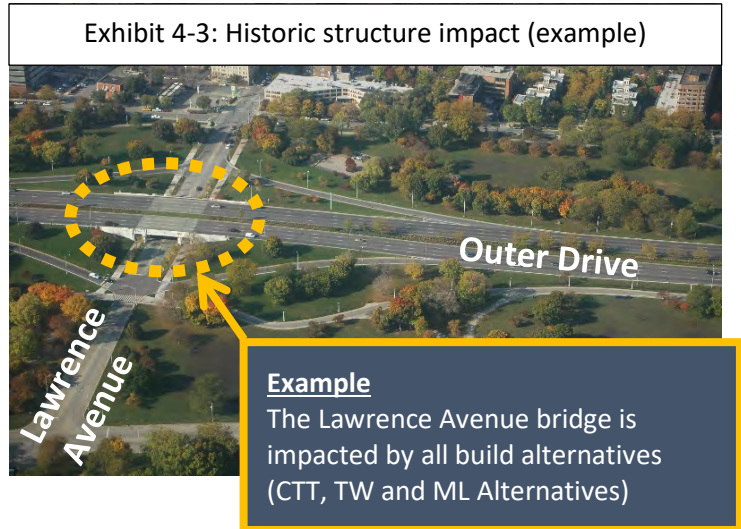 Exhibit 4-3: Historic structure impact (example)
Outer Drive
Lawrence
Avenue
Example
The Lawrence Avenue bridge is
impacted by all build alternatives
(CTT, TW and ML Alternatives)